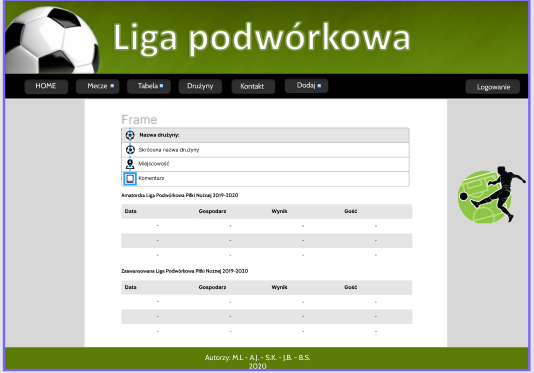 Liga podwórkowa
HOME Mecze Tabela Drużyny Kontakt Dodaj Logowanie
Frame
Nazwa drużyny:
Skrócona nazwa drużyny
Miejscowość
Komentarz
Amatorska Liga Podwórkowa Piłki Nożnej 2019-2020
Data Gospodarz Wynik Gość
- - - -
- - - -
- - - -
Zaawansowana Liga Podwórkowa Piłki Nożnej 2019-2020
Data Gospodarz Wynik Gość
- - - -
- - - -
- - - -
Autorzy: M.L - A.J. - S.K. - J.B. - B.S.
2020